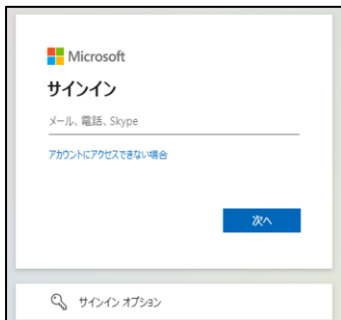 Microsoft
サインイン
メール、電話、Skype
アカウントにアクセスできない場合
次へ
サインイン オプション